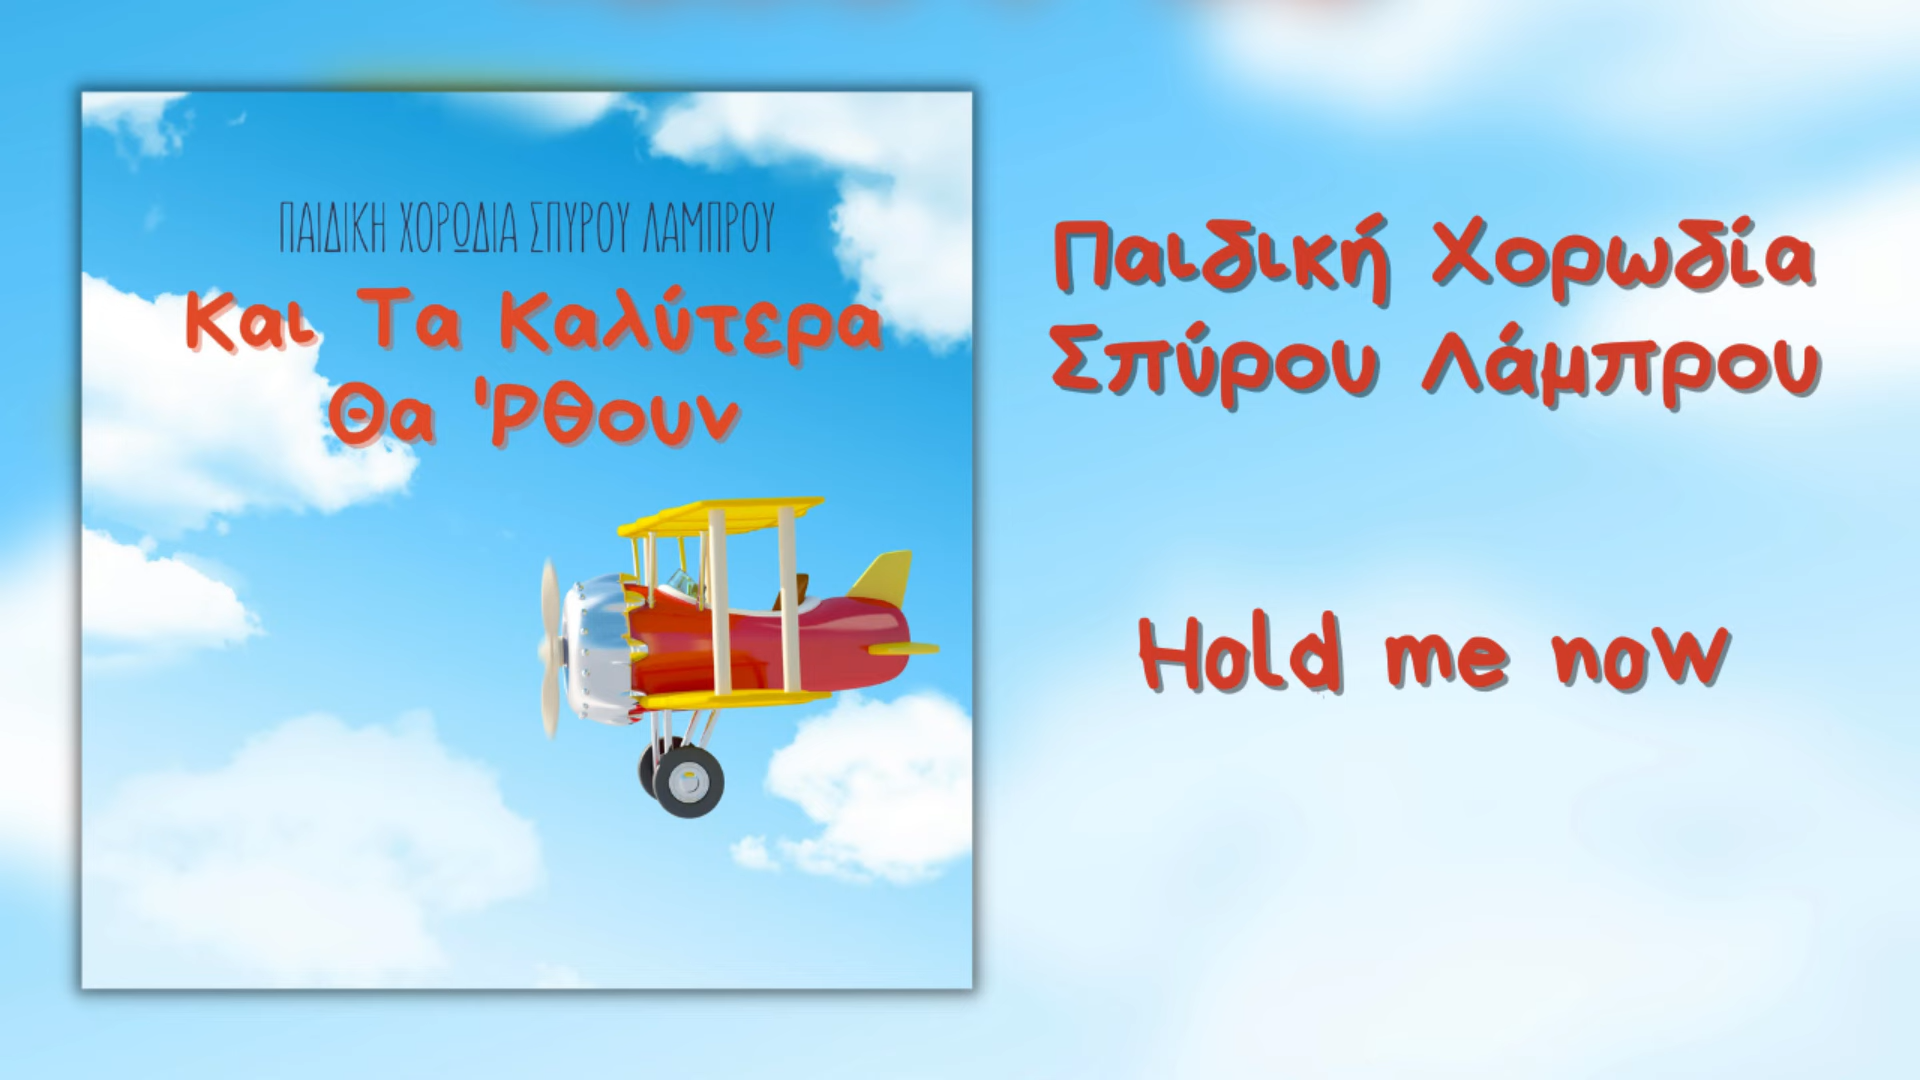 ΠΑΙΔΙΚΗ ΧΟΡΩΔΙΑ ΣΠΥΡΟΥ ΛΑΜΠΡΟΥ
Και Τα Καλύτερα
Θα 'Ρθουν
Παιδική Χορωδία
Σπύρου Λάμπρου
Hold me now